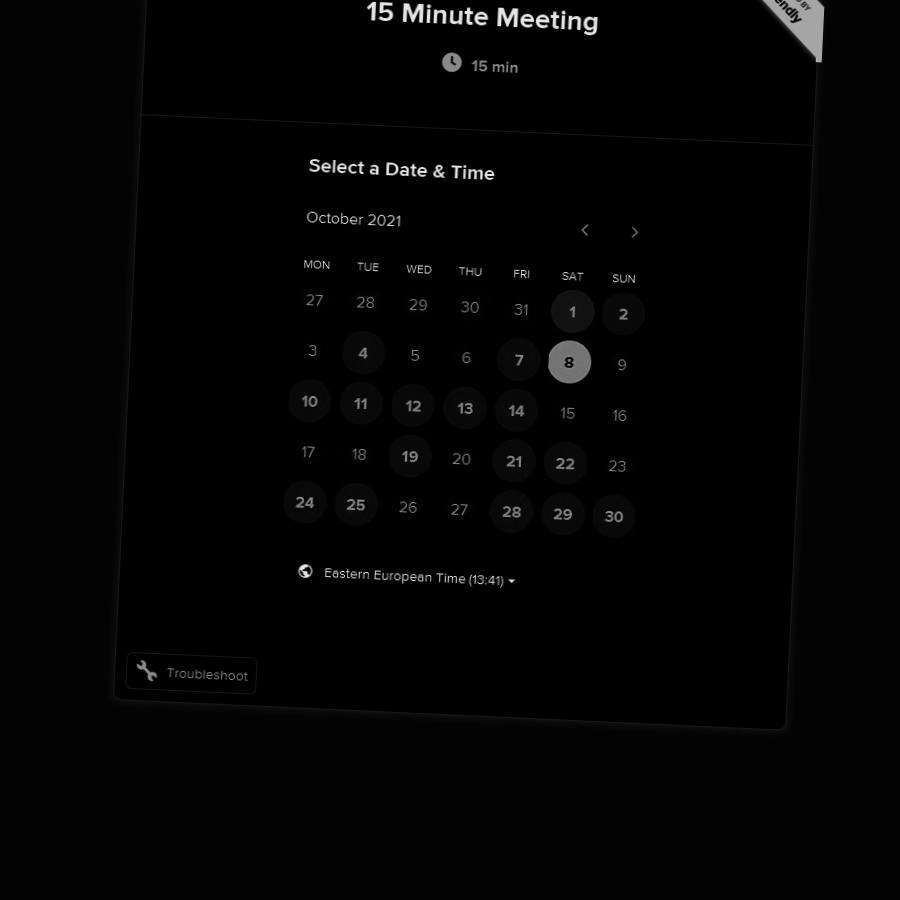 15 Minute Meeting
BY
endly
15 min
Select a Date & Time
October 2021
MON TUE WED THU FRI SAT SUN
27 28 29 30 31 1 2
3 4 5 6 7 8 9
10 11 12 13 14 15 16
17 18 19 20 21 22 23
24 25 26 27 28 29 30
Eastern European Time (13:41)
Troubleshoot